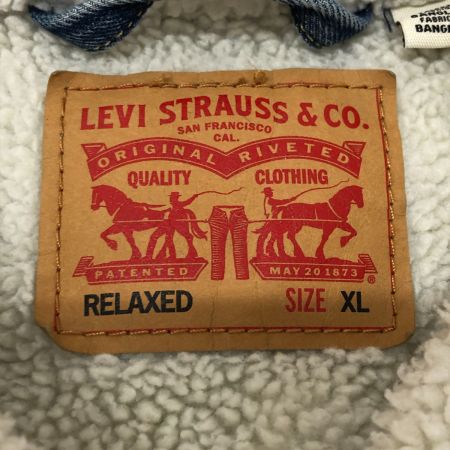 LEVI STRAUSS & CO.
SAN FRANCISCO
CAL.
ORIGINAL RIVETED
QUALITY CLOTHING
PATENTED MAY 20 1873 ®
RELAXED SIZE XL
FABRIC